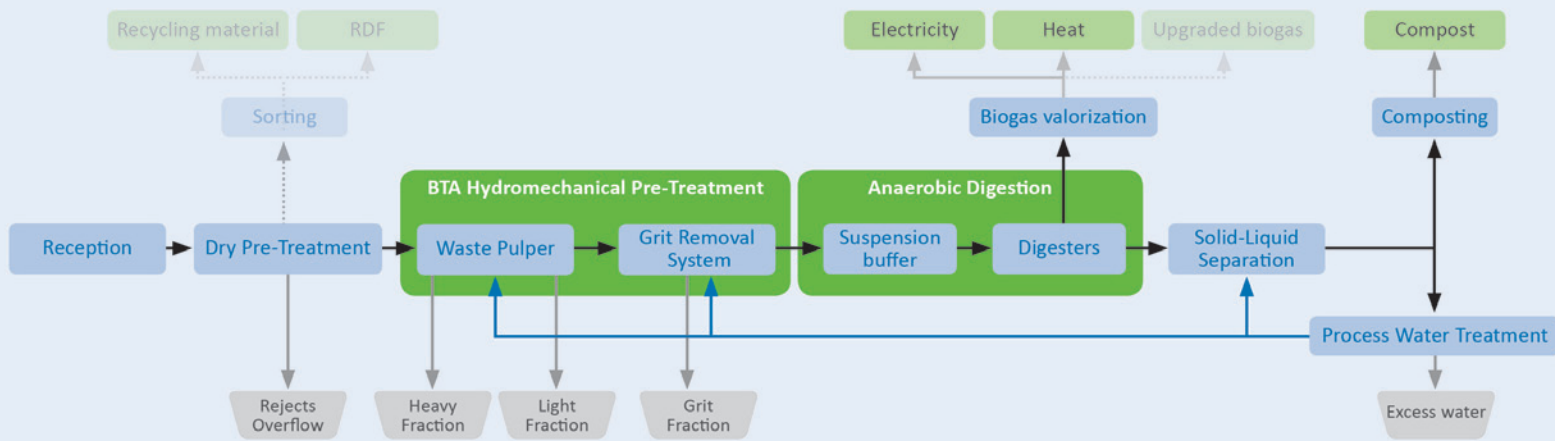 Recycling material
RDF
Electricity
Heat
Upgraded biogas
Compost
Sorting
Biogas valorization
Composting
BTA Hydromechanical Pre-Treatment
Anaerobic Digestion
Reception
Dry Pre-Treatment
Waste Pulper
Grit Removal
System
Suspension
buffer
Digesters
Solid-Liquid
Separation
Process Water Treatment
Rejects
Overflow
Heavy
Fraction
Light
Fraction
Grit
Fraction
Excess water